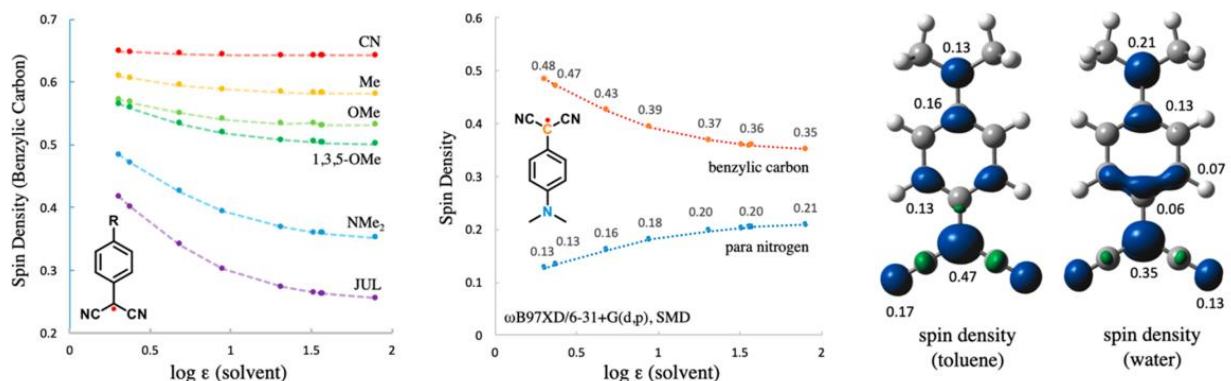 0.7
0.6
0.5
0.4
0.3
0.2
Spin Density (Benzylic Carbon)
0
0.5
1
1.5
2
log ε (solvent)
CN
Me
OMe
1,3,5-OMe
NMe2
JUL
R
NC
CN
0.6
0.5
0.4
0.3
0.2
0.1
0
Spin Density
0
0.5
1
1.5
2
log ε (solvent)
NC
CN
C
N
0.48
0.47
0.43
0.39
0.37
0.36
0.35
benzylic carbon
0.13
0.13
0.16
0.18
0.20
0.20
0.21
para nitrogen
ωB97XD/6-31+G(d,p), SMD
0.13
0.16
0.13
0.47
0.17
spin density
(toluene)
0.21
0.13
0.07
0.06
0.35
0.13
spin density
(water)